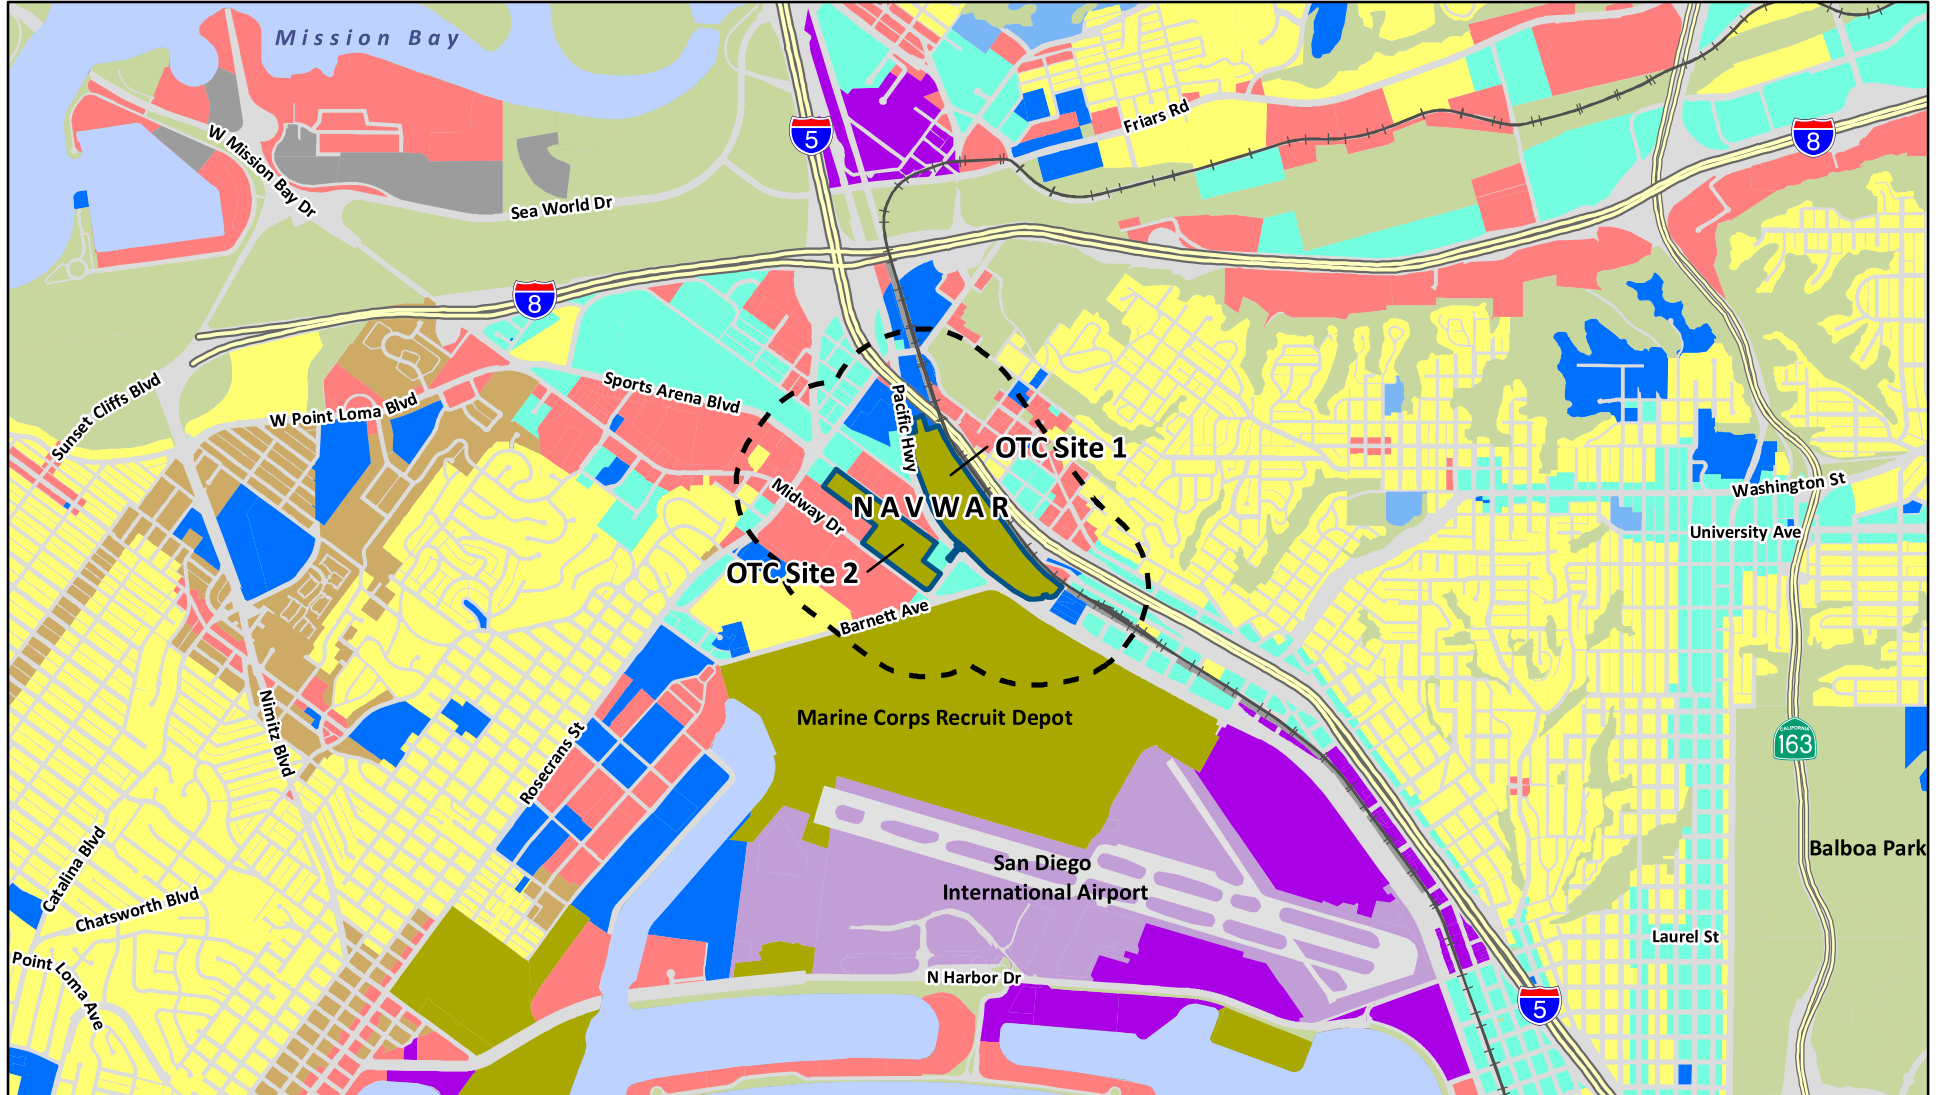 Mission Bay
5
Friars Rd
8
W Mission Bay Dr
Sea World Dr
8
Sports Arena Blvd
Sunset Cliffs Blvd
W Point Loma Blvd
Pacific Hwy
OTC Site 1
Midway Dr
NAVWAR
Washington St
University Ave
OTC Site 2
Barnett Ave
Marine Corps Recruit Depot
Nimitz Blvd
Rosecrans St
CALIFORNIA
163
Catalina Blvd
San Diego
International Airport
Balboa Park
Chatsworth Blvd
Laurel St
Point Loma Ave
N Harbor Dr
5